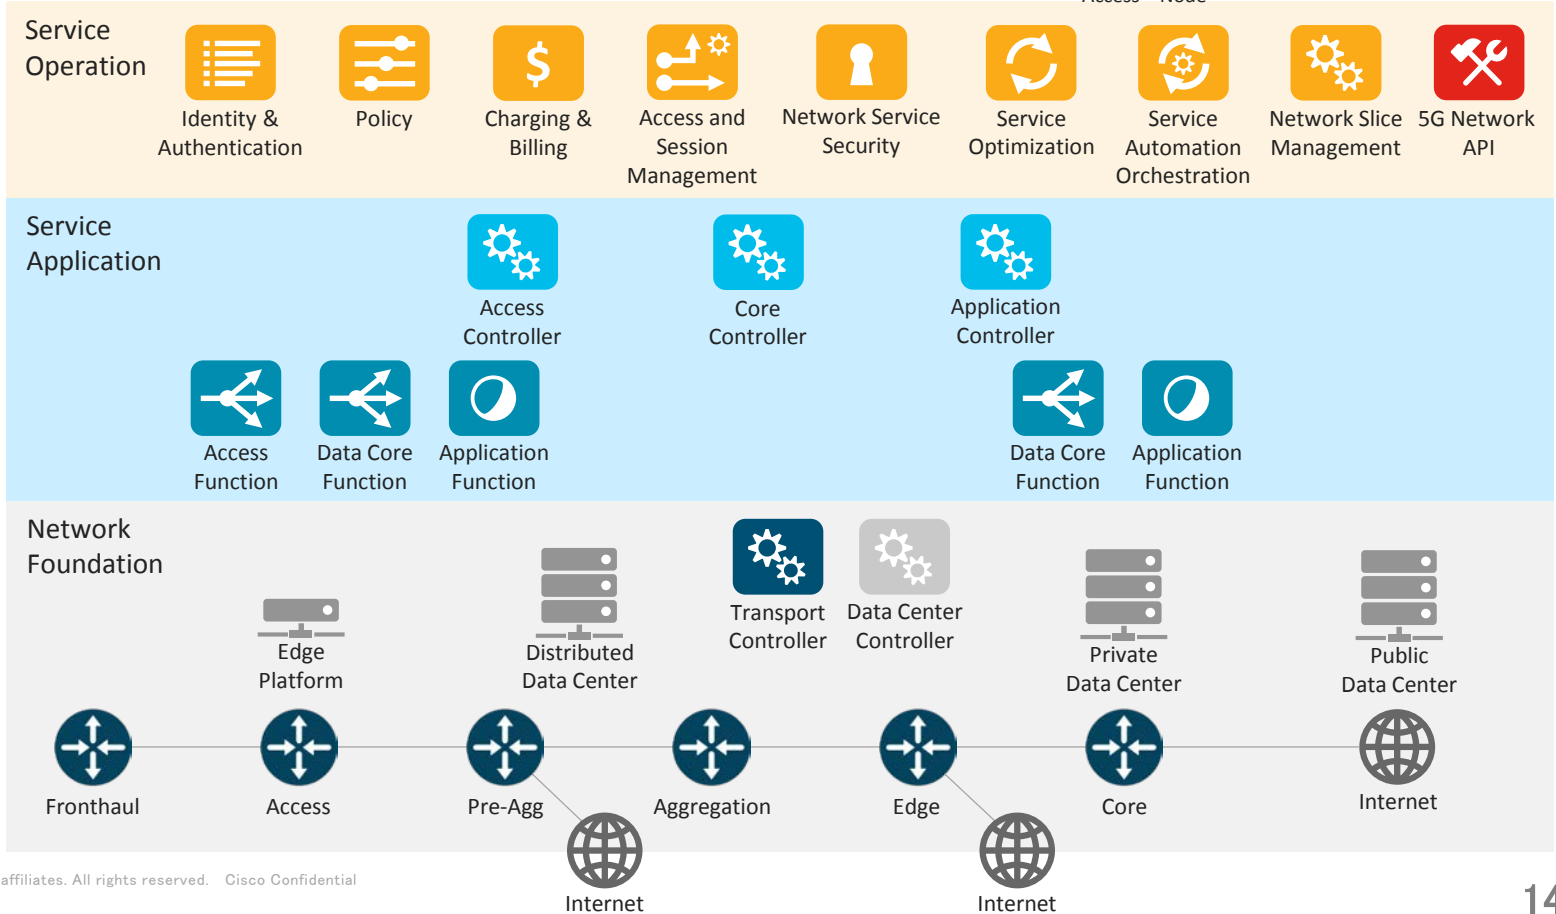 Access Node
Service
Operation
Identity &
Authentication
Policy
Charging &
Billing
Access and
Session
Management
Network Service
Security
Service
Optimization
Service
Automation
Orchestration
Network Slice
Management
5G Network
API
Service
Application
Access
Controller
Core
Controller
Application
Controller
Access
Function
Data Core
Function
Application
Function
Data Core
Function
Application
Function
Network
Foundation
Transport
Controller
Data Center
Controller
Edge
Platform
Distributed
Data Center
Private
Data Center
Public
Data Center
Fronthaul
Access
Pre-Agg
Aggregation
Edge
Core
Internet
Internet
Internet
affiliates. All rights reserved. Cisco Confidential
14